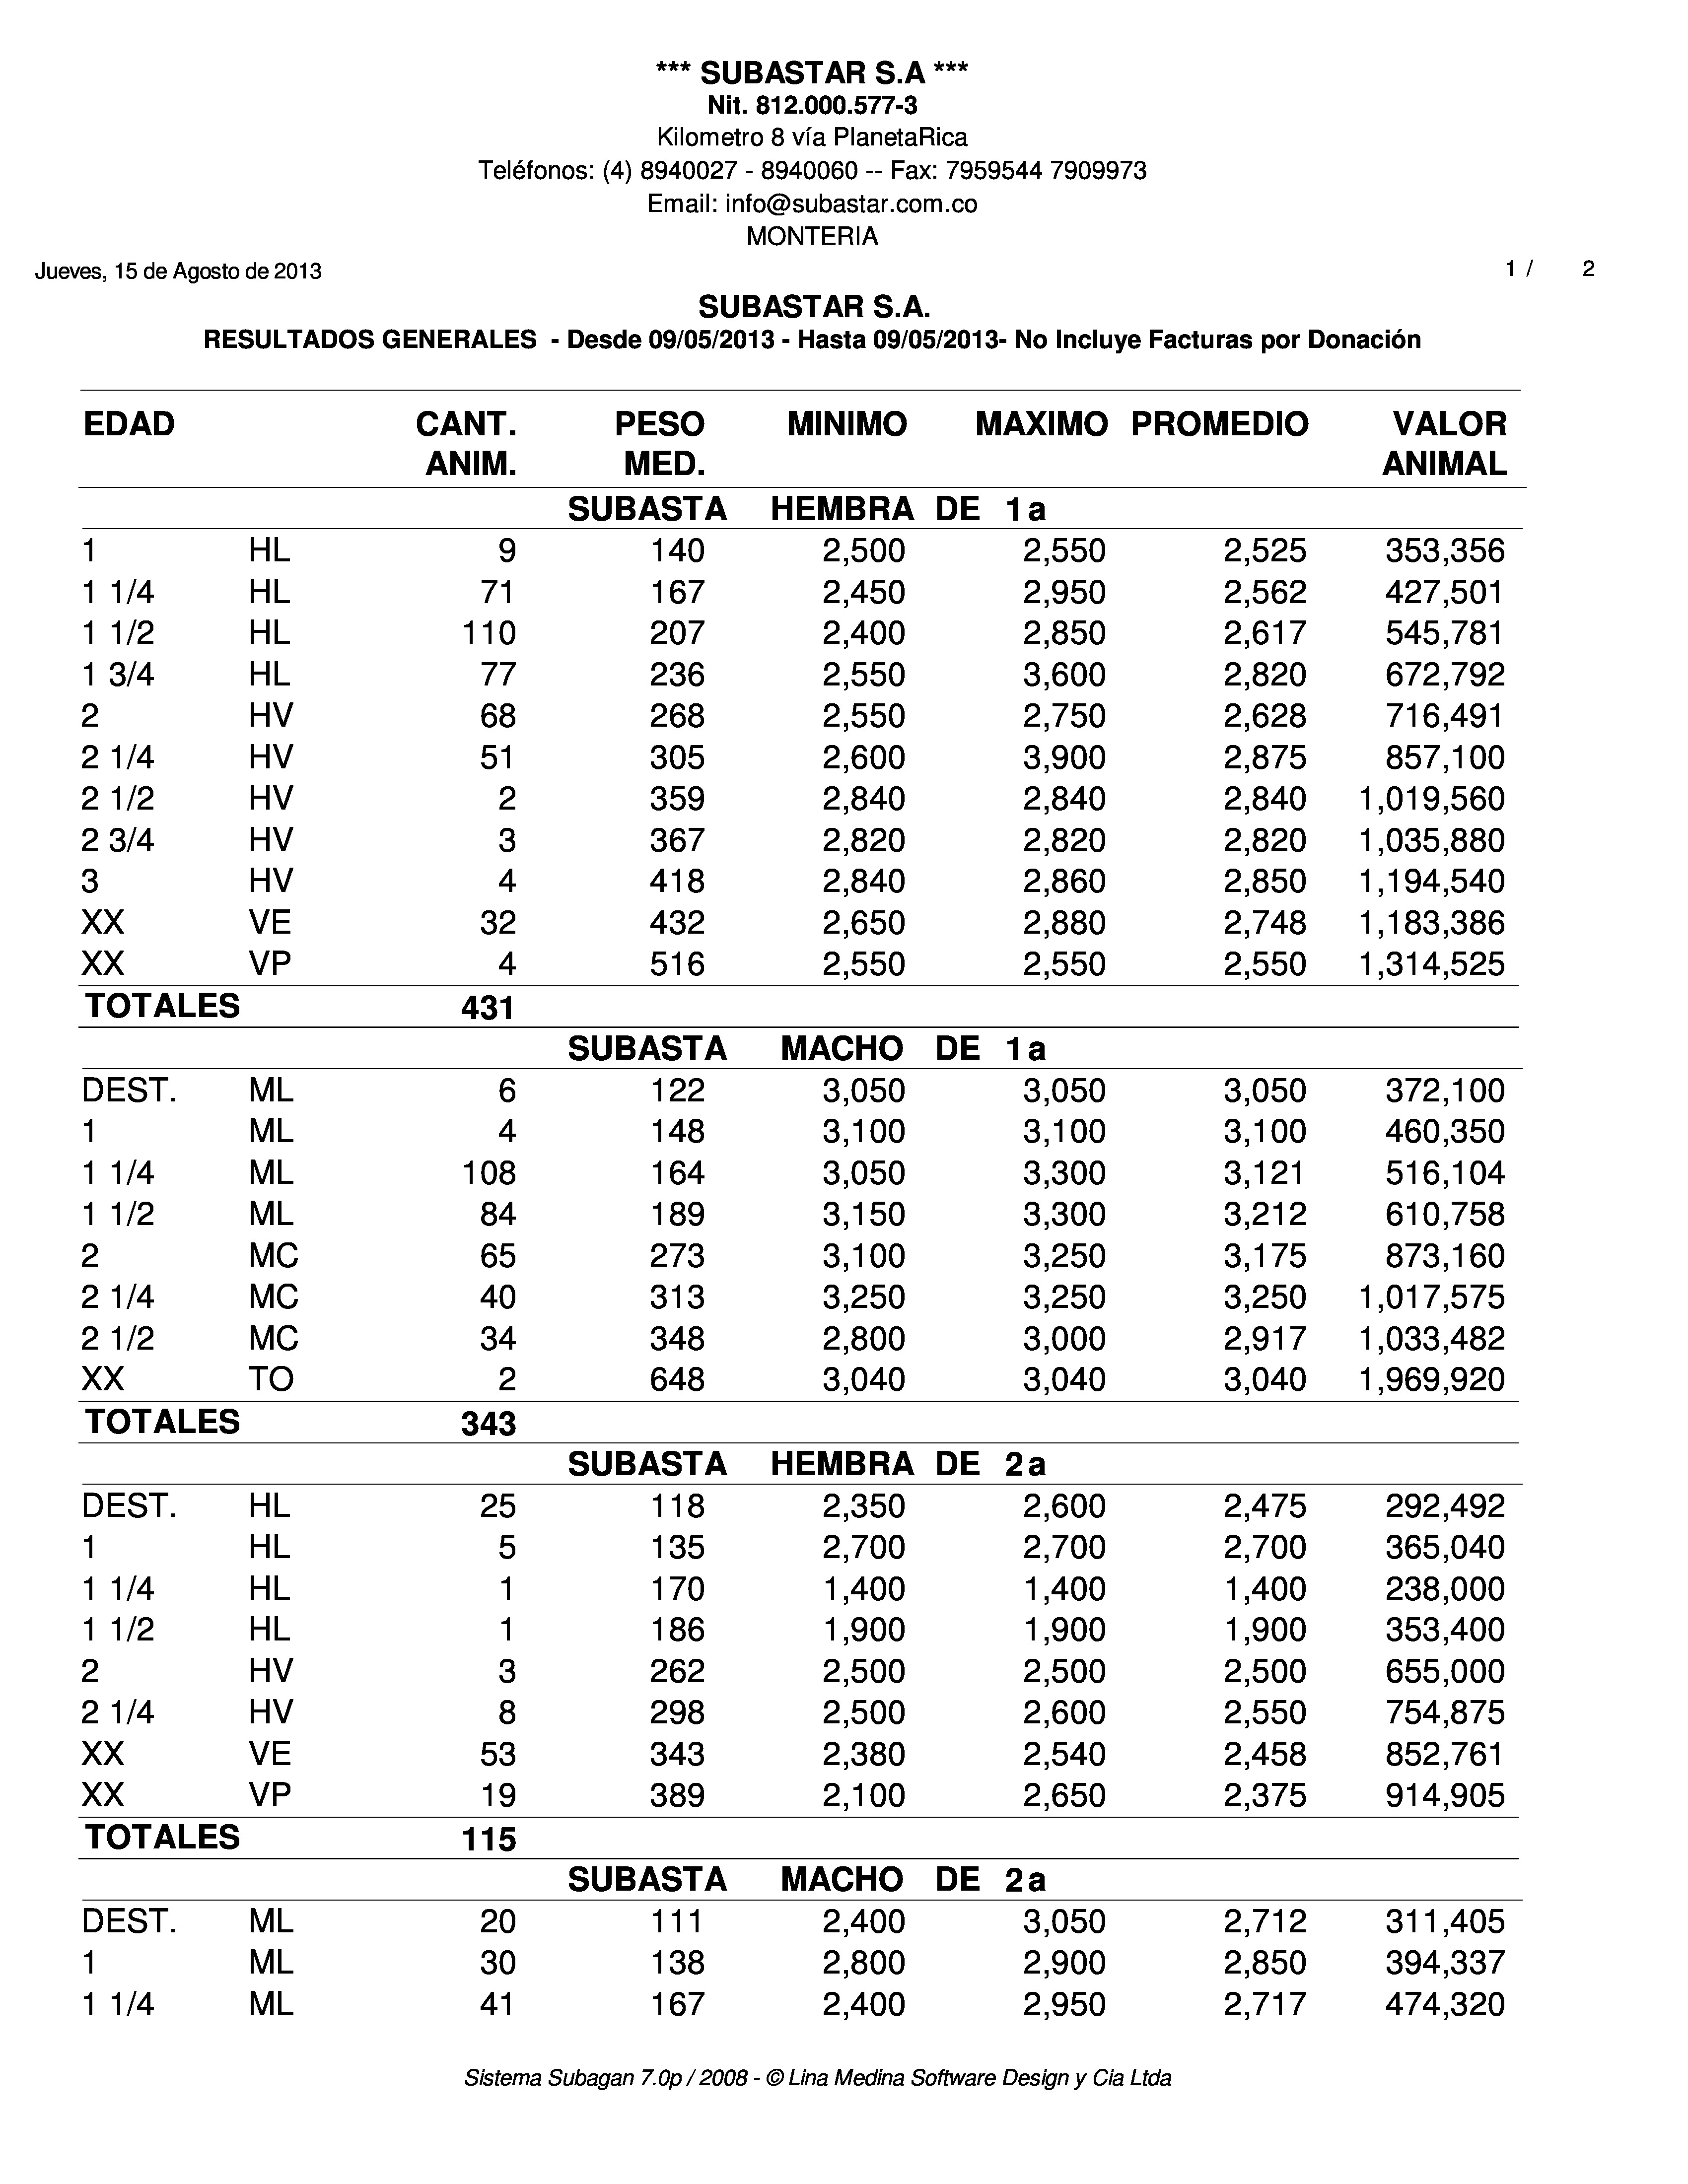 *** SUBASTAR S.A ***
Nit. 812.000.577-3
Kilometro 8 vía PlanetaRica
Teléfonos: (4) 8940027 - 8940060 -- Fax: 7959544 7909973
Email: info@subastar.com.co
MONTERIA
Jueves, 15 de Agosto de 2013 1 / 2
SUBASTAR S.A.
RESULTADOS GENERALES - Desde 09/05/2013 - Hasta 09/05/2013- No Incluye Facturas por Donación
EDAD CANT. PESO MINIMO MAXIMO PROMEDIO VALOR
ANIM. MED. ANIMAL
SUBASTA HEMBRA DE 1a
1 HL 9 140 2,500 2,550 2,525 353,356
1 1/4 HL 71 167 2,450 2,950 2,562 427,501
1 1/2 HL 110 207 2,400 2,850 2,617 545,781
1 3/4 HL 77 236 2,550 3,600 2,820 672,792
2 HV 68 268 2,550 2,750 2,628 716,491
2 1/4 HV 51 305 2,600 3,900 2,875 857,100
2 1/2 HV 2 359 2,840 2,840 2,840 1,019,560
2 3/4 HV 3 367 2,820 2,820 2,820 1,035,880
3 HV 4 418 2,840 2,860 2,850 1,194,540
XX VE 32 432 2,650 2,880 2,748 1,183,386
XX VP 4 516 2,550 2,550 2,550 1,314,525
TOTALES 431
SUBASTA MACHO DE 1a
DEST. ML 6 122 3,050 3,050 3,050 372,100
1 ML 4 148 3,100 3,100 3,100 460,350
1 1/4 ML 108 164 3,050 3,300 3,121 516,104
1 1/2 ML 84 189 3,150 3,300 3,212 610,758
2 MC 65 273 3,100 3,250 3,175 873,160
2 1/4 MC 40 313 3,250 3,250 3,250 1,017,575
2 1/2 MC 34 348 2,800 3,000 2,917 1,033,482
XX TO 2 648 3,040 3,040 3,040 1,969,920
TOTALES 343
SUBASTA HEMBRA DE 2a
DEST. HL 25 118 2,350 2,600 2,475 292,492
1 HL 5 135 2,700 2,700 2,700 365,040
1 1/4 HL 1 170 1,400 1,400 1,400 238,000
1 1/2 HL 1 186 1,900 1,900 1,900 353,400
2 HV 3 262 2,500 2,500 2,500 655,000
2 1/4 HV 8 298 2,500 2,600 2,550 754,875
XX VE 53 343 2,380 2,540 2,458 852,761
XX VP 19 389 2,100 2,650 2,375 914,905
TOTALES 115
SUBASTA MACHO DE 2a
DEST. ML 20 111 2,400 3,050 2,712 311,405
1 ML 30 138 2,800 2,900 2,850 394,337
1 1/4 ML 41 167 2,400 2,950 2,717 474,320
Sistema Subagan 7.0p / 2008 - © Lina Medina Software Design y Cia Ltda